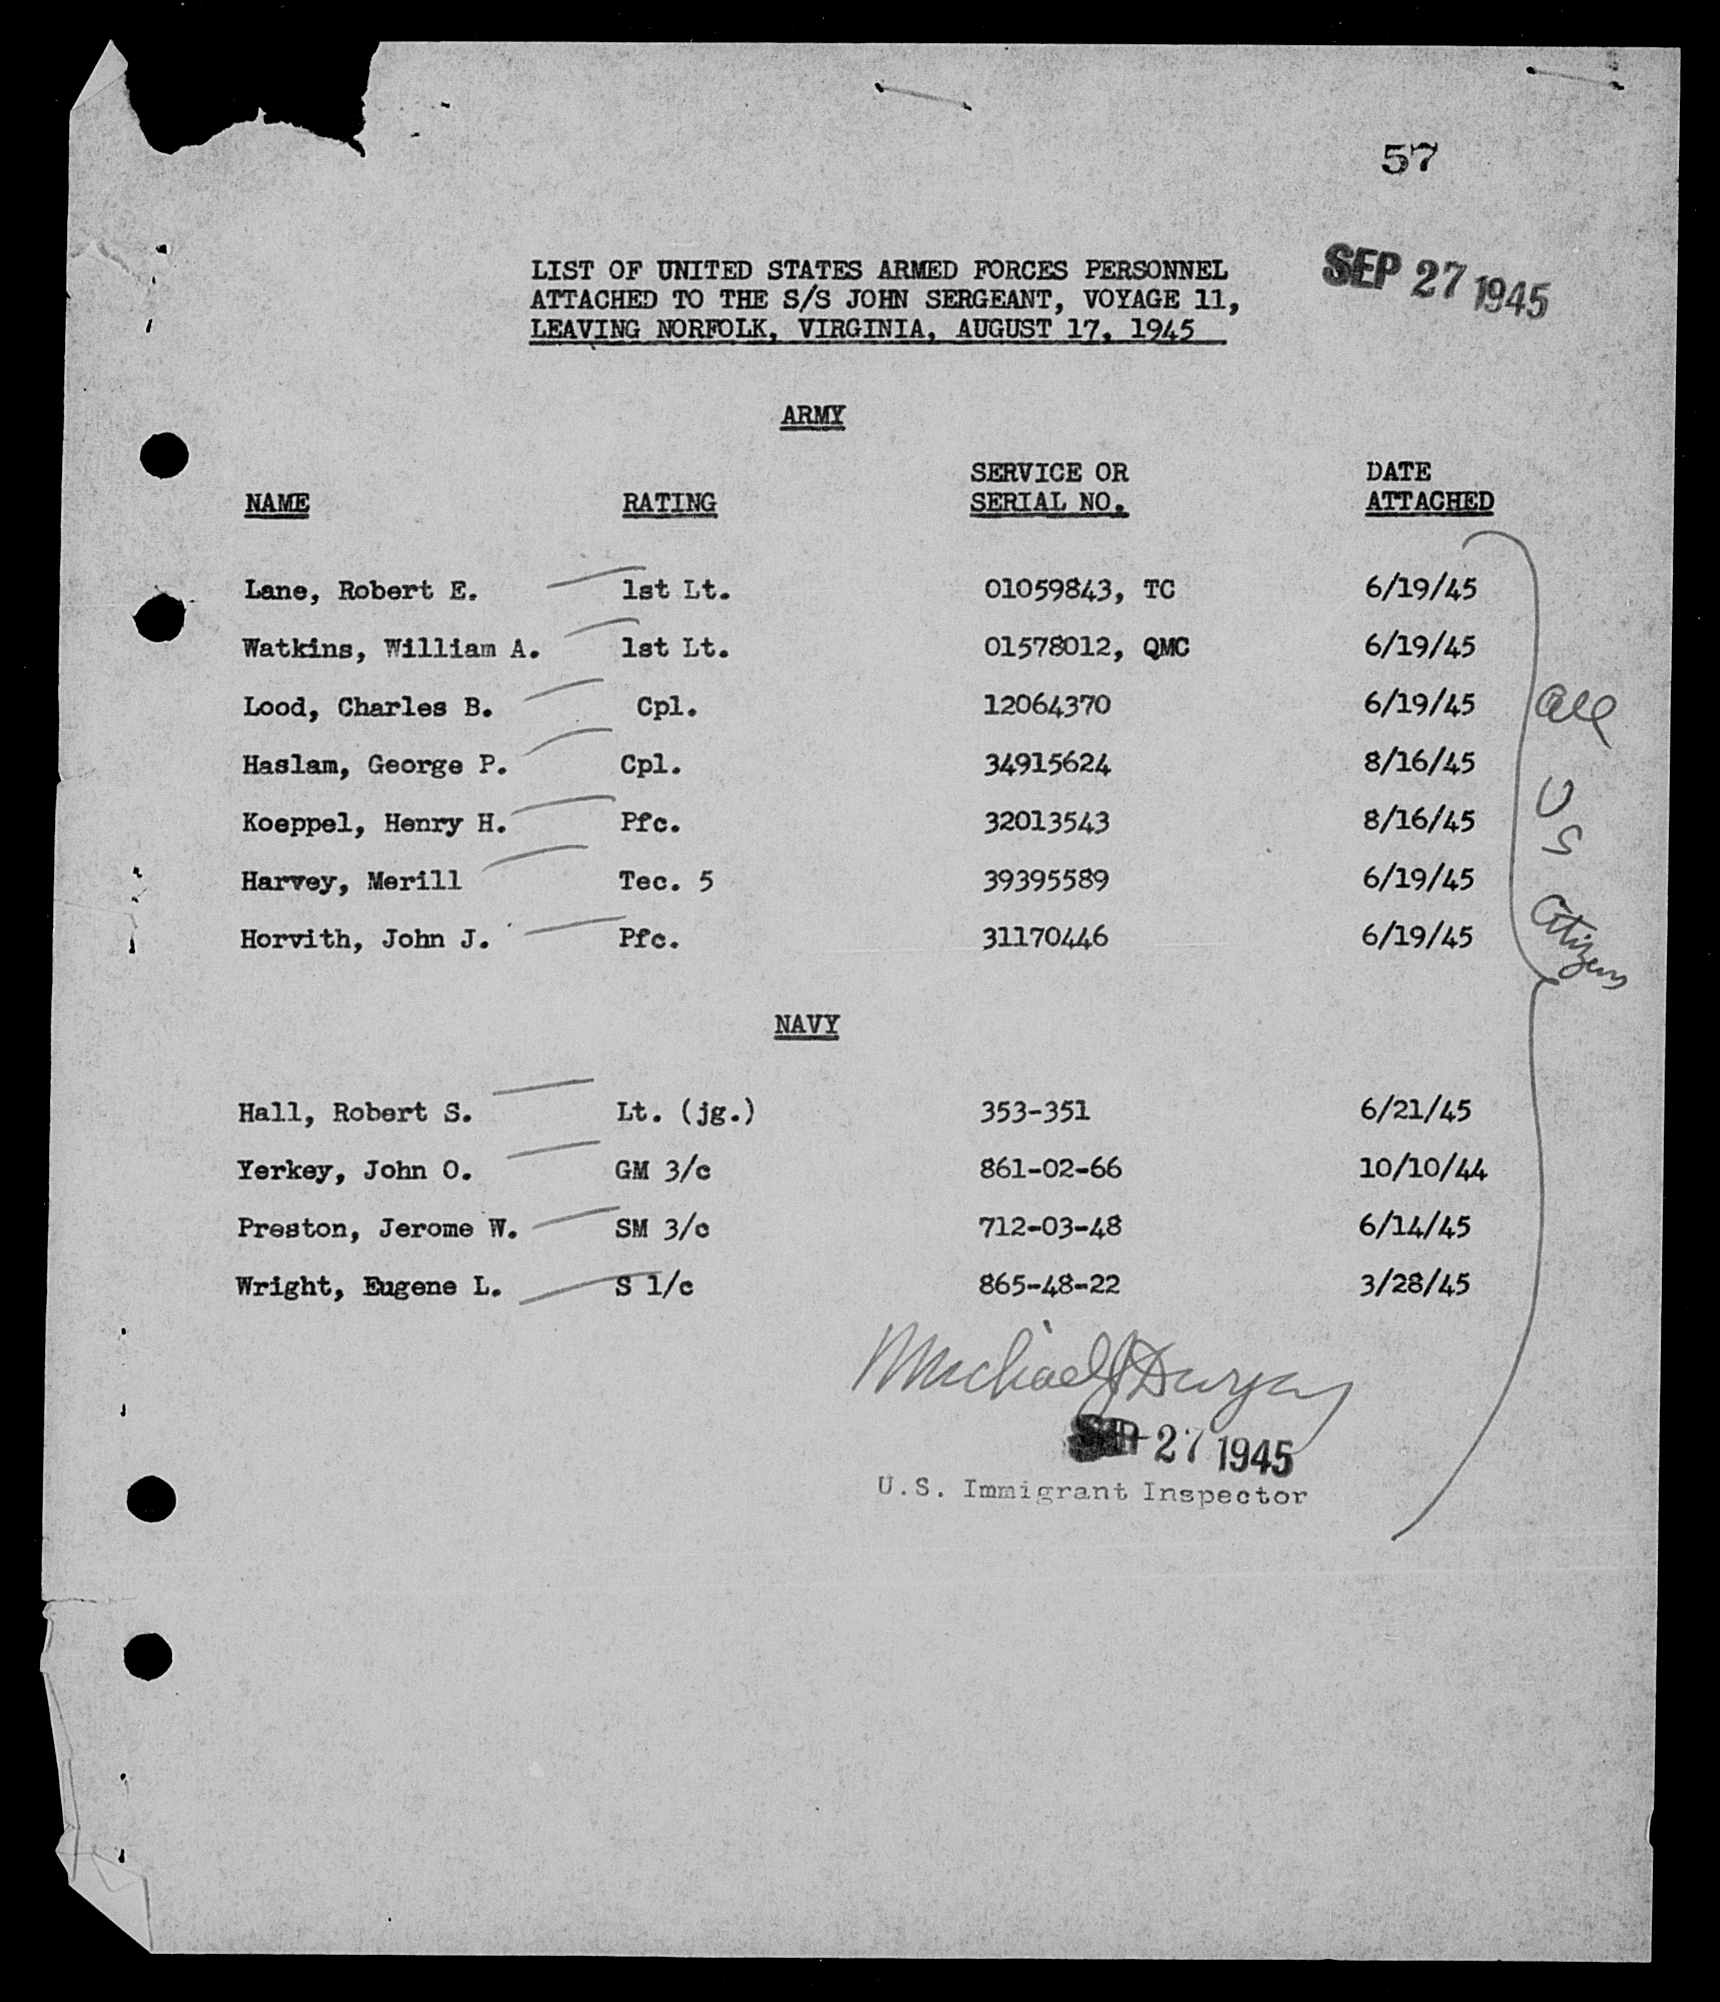 57
SEP 27 1945
LIST OF UNITED STATES ARMED FORCES PERSONNEL
ATTACHED TO THE S/S JOHN SERGEANT, VOYAGE 11,
LEAVING NORFOLK, VIRGINIA, AUGUST 17, 1945
ARMY
NAME RATING SERVICE OR SERIAL NO. DATE ATTACHED
Lane, Robert E. 1st Lt. 01059843, TC 6/19/45
Watkins, William A. 1st Lt. 01578012, QMC 6/19/45
Lood, Charles B. Cpl. 12064370 6/19/45
Haslam, George P. Cpl. 34915624 8/16/45
Koeppel, Henry H. Pfc. 32013543 8/16/45
Harvey, Merill Tec. 5 39395589 6/19/45
Horvith, John J. Pfc. 31170446 6/19/45
All
US
Citizens
NAVY
Hall, Robert S. Lt. (jg.) 353-351 6/21/45
Yerkey, John O. GM 3/c 861-02-66 10/10/44
Preston, Jerome W. SM 3/c 712-03-48 6/14/45
Wright, Eugene L. S 1/c 865-48-22 3/28/45
Michael J Dwyer
SEP 27 1945
U.S. Immigrant Inspector